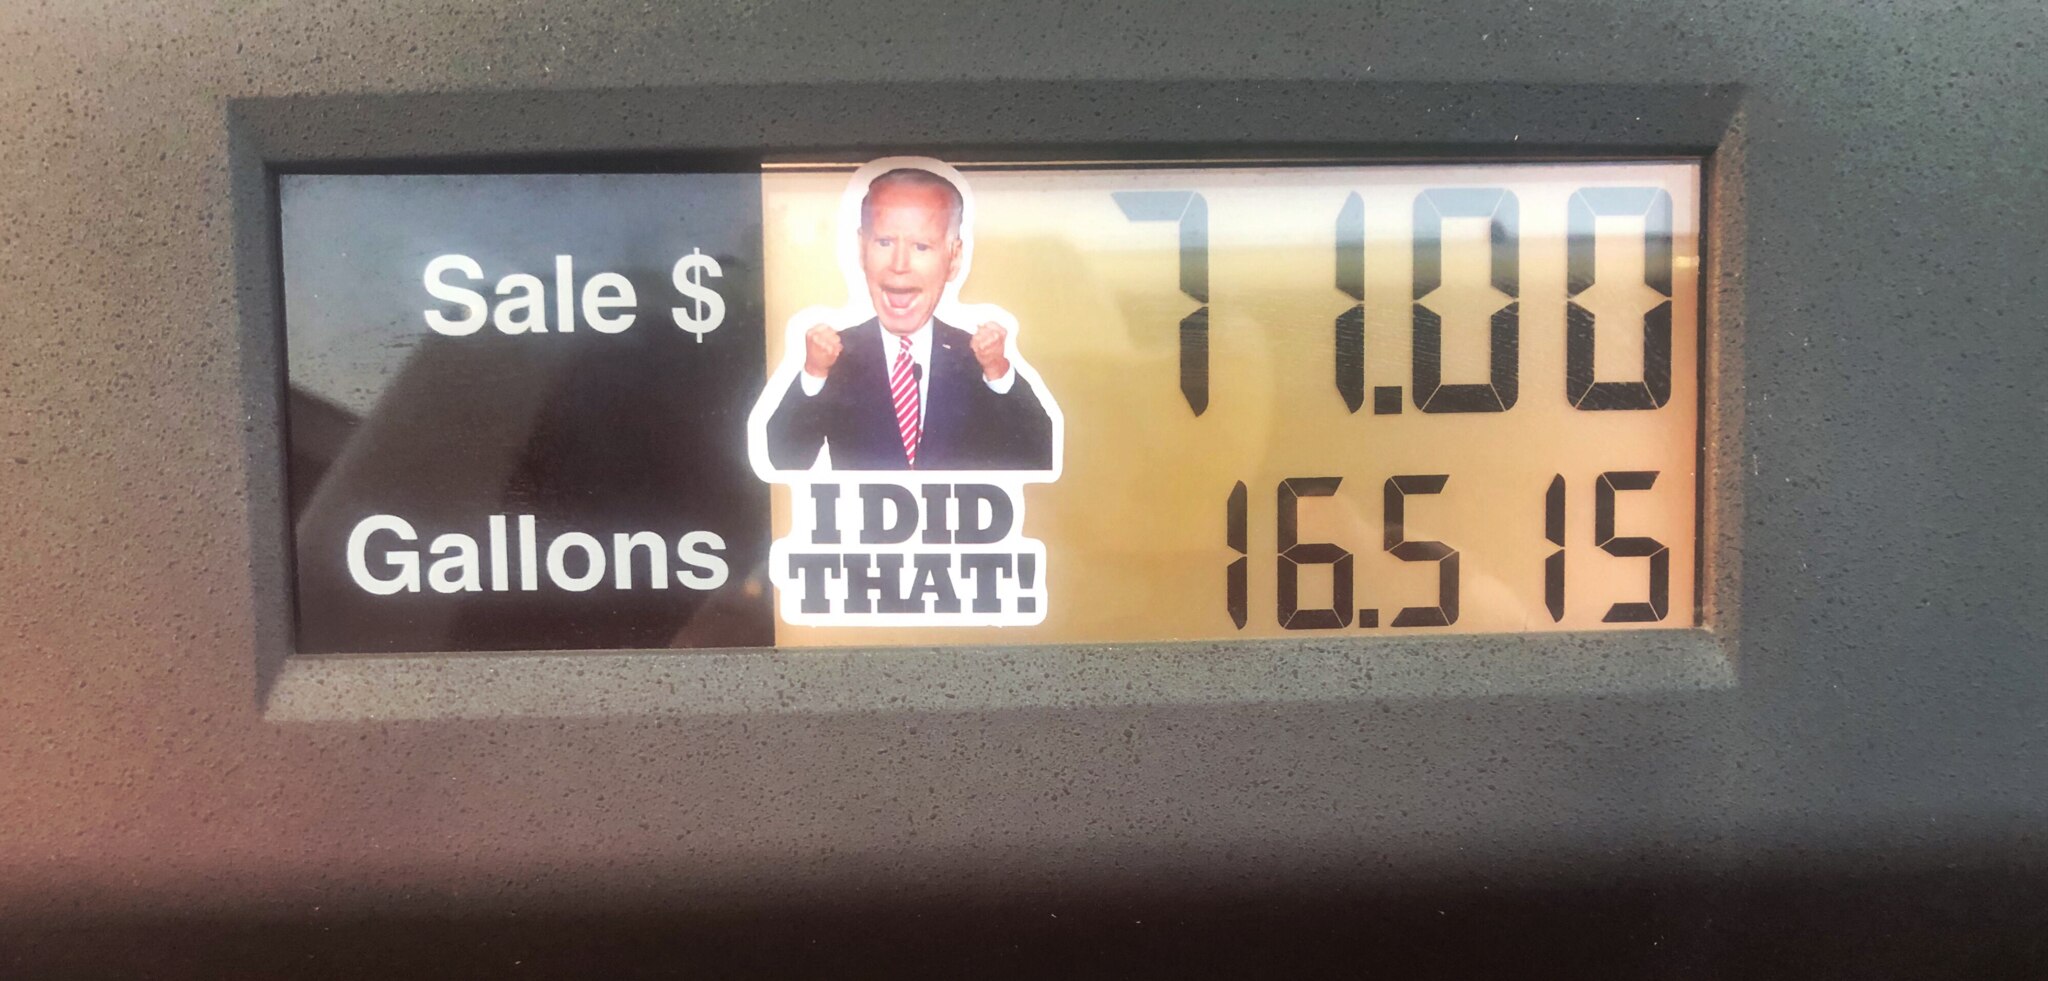 Sale $ 71.00
I DID
THAT!
Gallons 16.515